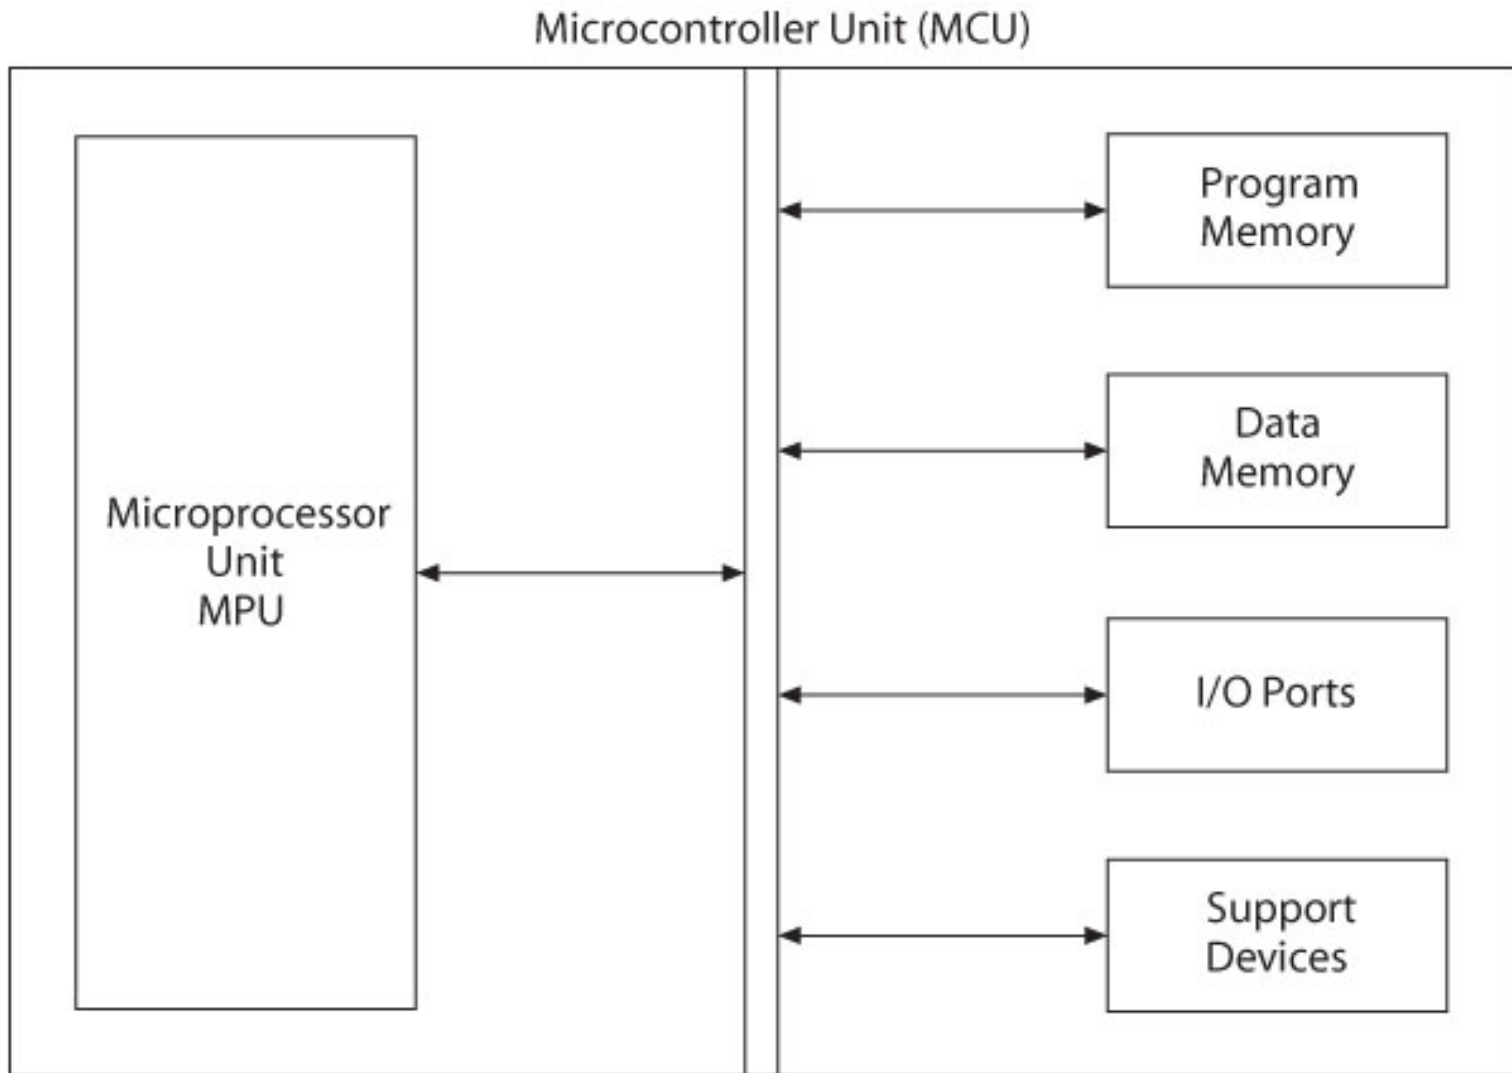 Microcontroller Unit (MCU)
Microprocessor
Unit
MPU
Program
Memory
Data
Memory
I/O Ports
Support
Devices